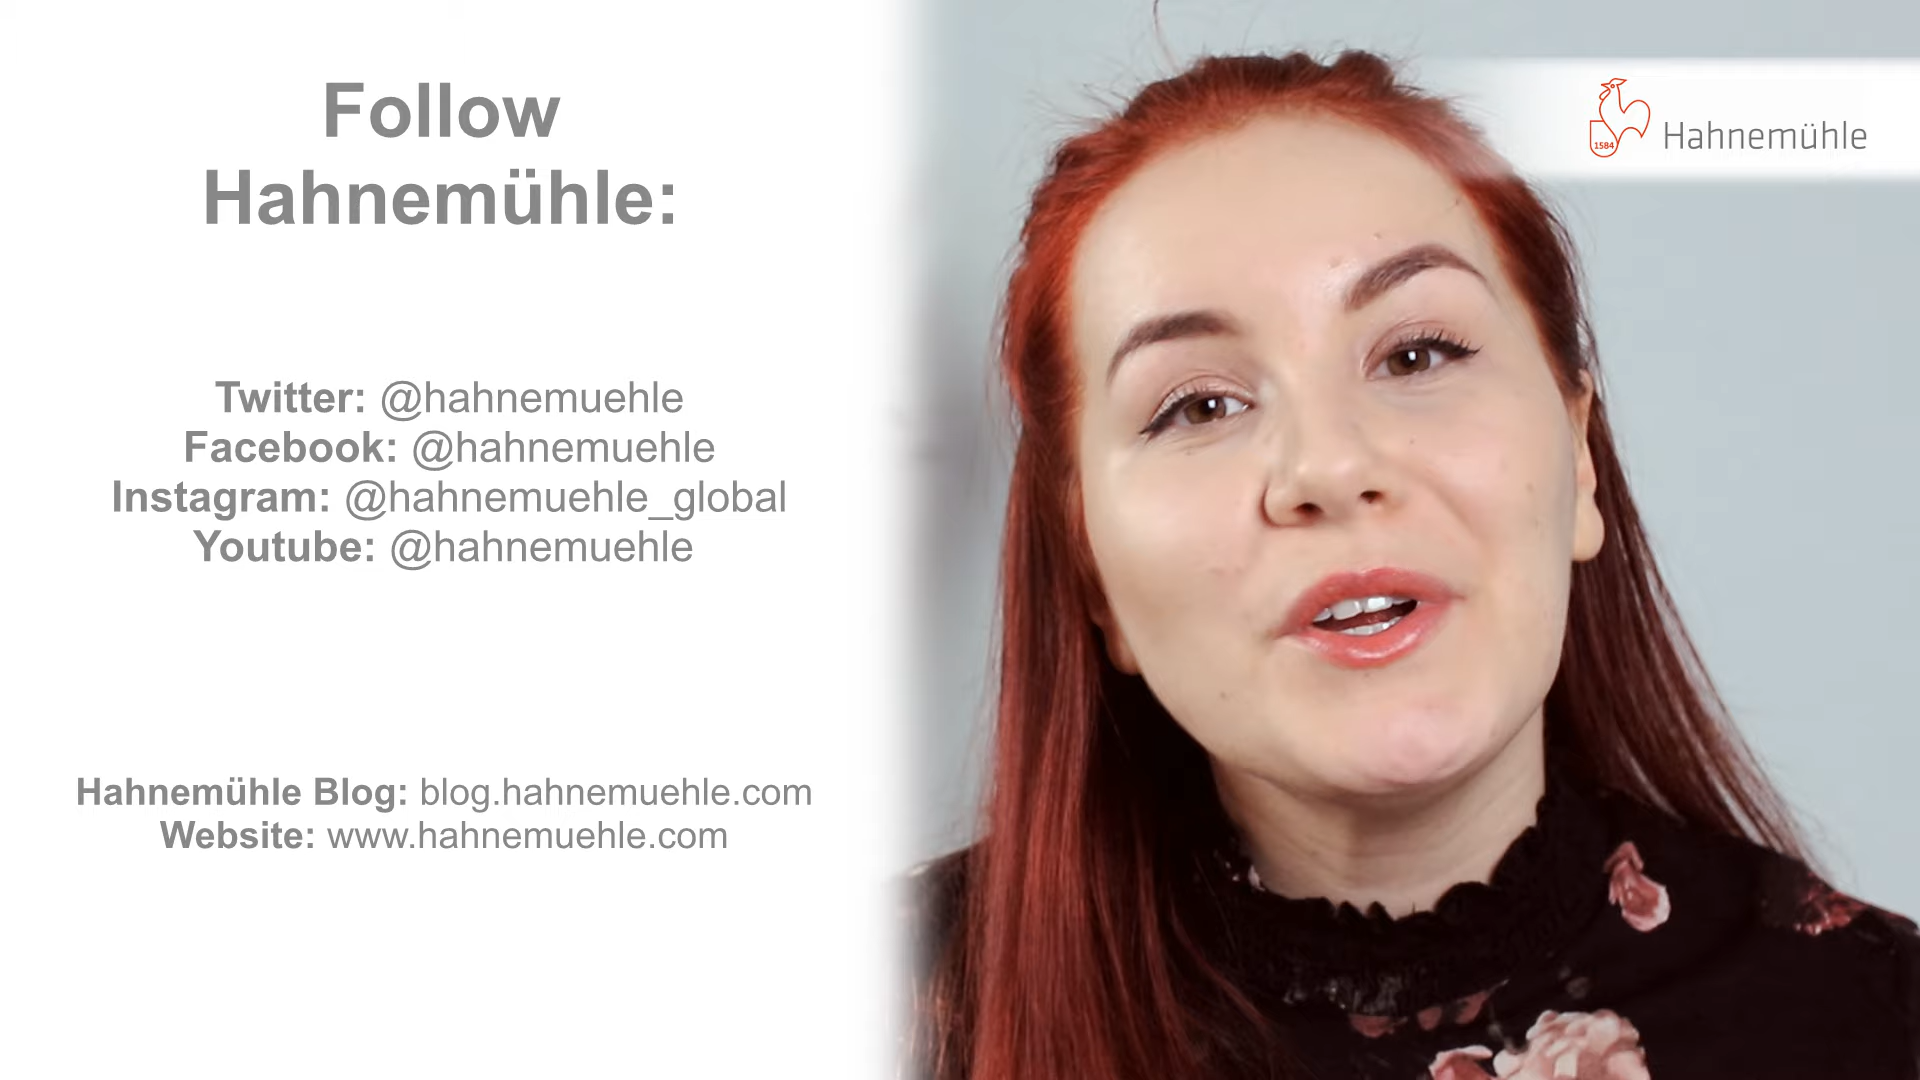 Follow
Hahnemühle:
Twitter: @hahnemuehle
Facebook: @hahnemuehle
Instagram: @hahnemuehle_global
Youtube: @hahnemuehle
Hahnemühle Blog: blog.hahnemuehle.com
Website: www.hahnemuehle.com
1584
Hahnemühle